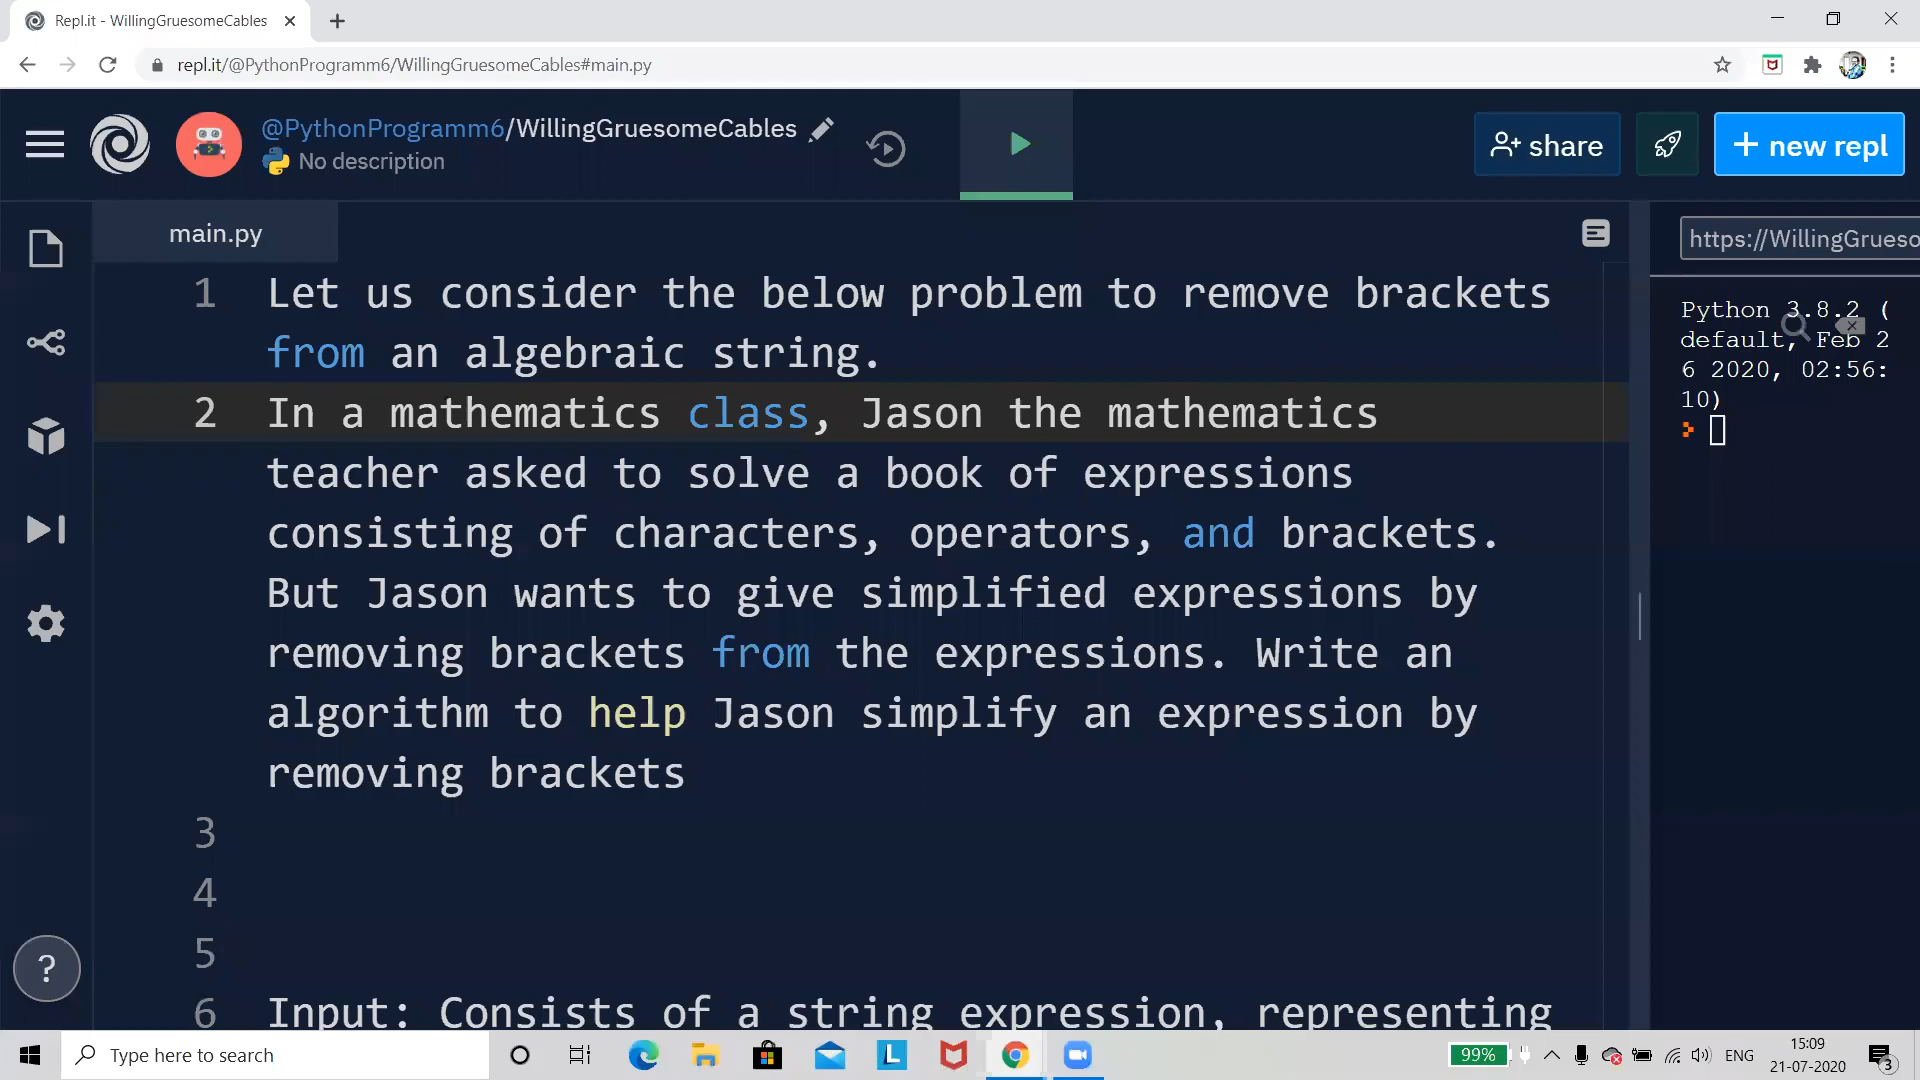 Repl.it - WillingGruesomeCables
repl.it/@PythonProgramm6/WillingGruesomeCables#main.py
@PythonProgramm6/WillingGruesomeCables
No description
share
+ new repl
main.py
https://WillingGrueso
1 Let us consider the below problem to remove brackets
from an algebraic string.
2 In a mathematics class, Jason the mathematics
teacher asked to solve a book of expressions
consisting of characters, operators, and brackets.
But Jason wants to give simplified expressions by
removing brackets from the expressions. Write an
algorithm to help Jason simplify an expression by
removing brackets
3
4
5
6 Input: Consists of a string expression, representing
Python 3.8.2 (
default, Feb 2
6 2020, 02:56:
10)
?
Type here to search
99%
ENG
15:09
21-07-2020
3